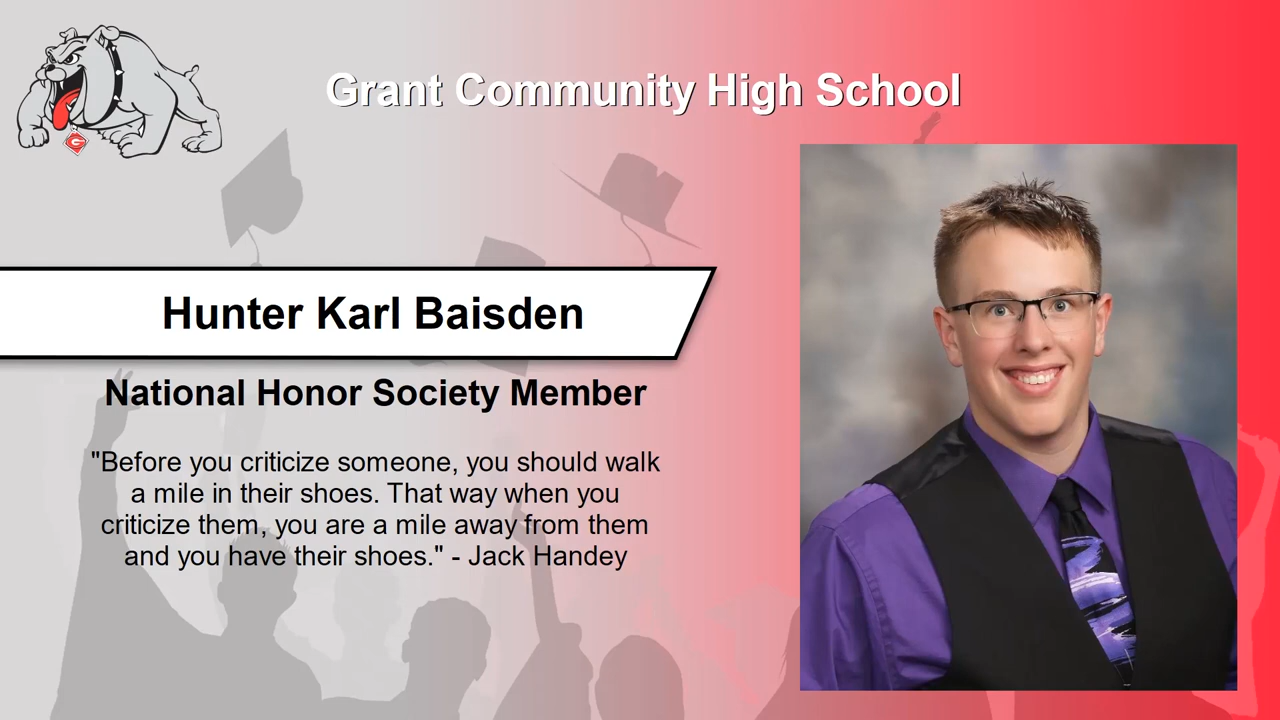 Grant Community High School
G
Hunter Karl Baisden
National Honor Society Member
"Before you criticize someone, you should walk
a mile in their shoes. That way when you
criticize them, you are a mile away from them
and you have their shoes." - Jack Handey